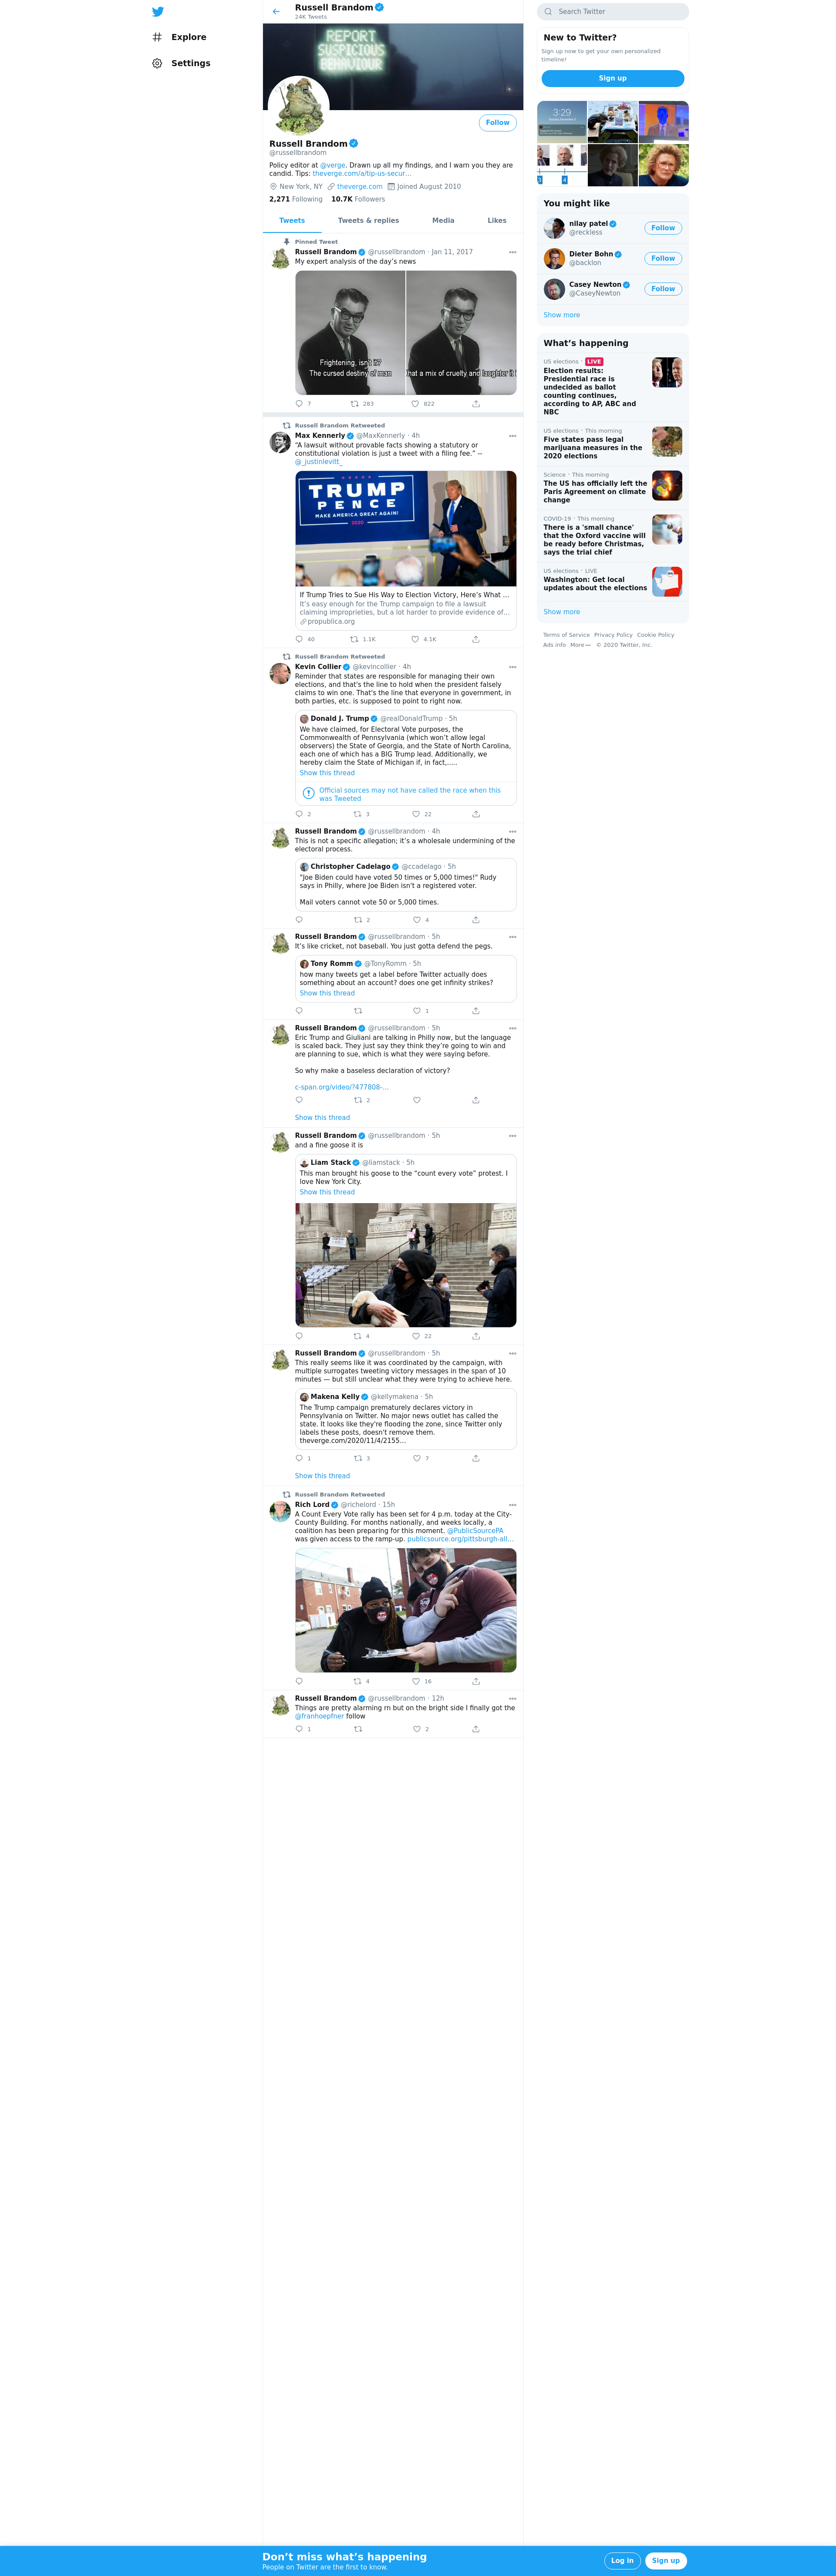 Explore
Settings
Russell Brandom
24K Tweets
REPORT
SUSPICIOUS
BEHAVIOUR
Follow
Russell Brandom
@russellbrandom
Policy editor at @verge. Drawn up all my findings, and I warn you they are
candid. Tips: theverge.com/a/tip-us-secur…
New York, NY theverge.com Joined August 2010
2,271 Following 10.7K Followers
Tweets Tweets & replies Media Likes
Pinned Tweet
Russell Brandom @russellbrandom · Jan 11, 2017
My expert analysis of the day's news
Frightening, isn't it?
The cursed destiny of man
that a mix of cruelty and laughter it i
7 283 822
Russell Brandom Retweeted
Max Kennerly @MaxKennerly · 4h
“A lawsuit without provable facts showing a statutory or
constitutional violation is just a tweet with a filing fee.” --
@_justinlevitt_
TRUMP
PENCE
MAKE AMERICA GREAT AGAIN!
2020
If Trump Tries to Sue His Way to Election Victory, Here’s What …
It’s easy enough for the Trump campaign to file a lawsuit
claiming improprieties, but a lot harder to provide evidence of…
propublica.org
40 1.1K 4.1K
Russell Brandom Retweeted
Kevin Collier @kevincollier · 4h
Reminder that states are responsible for managing their own
elections, and that's the line to hold when the president falsely
claims to win one. That's the line that everyone in government, in
both parties, etc. is supposed to point to right now.
Donald J. Trump @realDonaldTrump · 5h
We have claimed, for Electoral Vote purposes, the
Commonwealth of Pennsylvania (which won’t allow legal
observers) the State of Georgia, and the State of North Carolina,
each one of which has a BIG Trump lead. Additionally, we
hereby claim the State of Michigan if, in fact,.....
Show this thread
Official sources may not have called the race when this
was Tweeted
2 3 22
Russell Brandom @russellbrandom · 4h
This is not a specific allegation; it’s a wholesale undermining of the
electoral process.
Christopher Cadelago @ccadelago · 5h
"Joe Biden could have voted 50 times or 5,000 times!" Rudy
says in Philly, where Joe Biden isn't a registered voter.
Mail voters cannot vote 50 or 5,000 times.
2 4
Russell Brandom @russellbrandom · 5h
It’s like cricket, not baseball. You just gotta defend the pegs.
Tony Romm @TonyRomm · 5h
how many tweets get a label before Twitter actually does
something about an account? does one get infinity strikes?
Show this thread
1
Russell Brandom @russellbrandom · 5h
Eric Trump and Giuliani are talking in Philly now, but the language
is scaled back. They just say they think they’re going to win and
are planning to sue, which is what they were saying before.
So why make a baseless declaration of victory?
c-span.org/video/?477808-…
2
Show this thread
Russell Brandom @russellbrandom · 5h
and a fine goose it is
Liam Stack @liamstack · 5h
This man brought his goose to the “count every vote” protest. I
love New York City.
Show this thread
4 22
Russell Brandom @russellbrandom · 5h
This really seems like it was coordinated by the campaign, with
multiple surrogates tweeting victory messages in the span of 10
minutes — but still unclear what they were trying to achieve here.
Makena Kelly @kellymakena · 5h
The Trump campaign prematurely declares victory in
Pennsylvania on Twitter. No major news outlet has called the
state. It looks like they're flooding the zone, since Twitter only
labels these posts, doesn't remove them.
theverge.com/2020/11/4/2155…
1 3 7
Show this thread
Russell Brandom Retweeted
Rich Lord @richelord · 15h
A Count Every Vote rally has been set for 4 p.m. today at the City-
County Building. For months nationally, and weeks locally, a
coalition has been preparing for this moment. @PublicSourcePA
was given access to the ramp-up. publicsource.org/pittsburgh-all…
4 16
Russell Brandom @russellbrandom · 12h
Things are pretty alarming rn but on the bright side I finally got the
@franhoepfner follow
1 2
Search Twitter
New to Twitter?
Sign up now to get your own personalized
timeline!
Sign up
3:29
4
You might like
nilay patel
@reckless
Follow
Dieter Bohn
@backlon
Follow
Casey Newton
@CaseyNewton
Follow
Show more
What’s happening
US elections · LIVE
Election results:
Presidential race is
undecided as ballot
counting continues,
according to AP, ABC and
NBC
US elections · This morning
Five states pass legal
marijuana measures in the
2020 elections
Science · This morning
The US has officially left the
Paris Agreement on climate
change
COVID-19 · This morning
There is a 'small chance'
that the Oxford vaccine will
be ready before Christmas,
says the trial chief
US elections · LIVE
Washington: Get local
updates about the elections
Show more
Terms of Service Privacy Policy Cookie Policy
Ads info More © 2020 Twitter, Inc.
Don’t miss what’s happening
People on Twitter are the first to know.
Log in Sign up